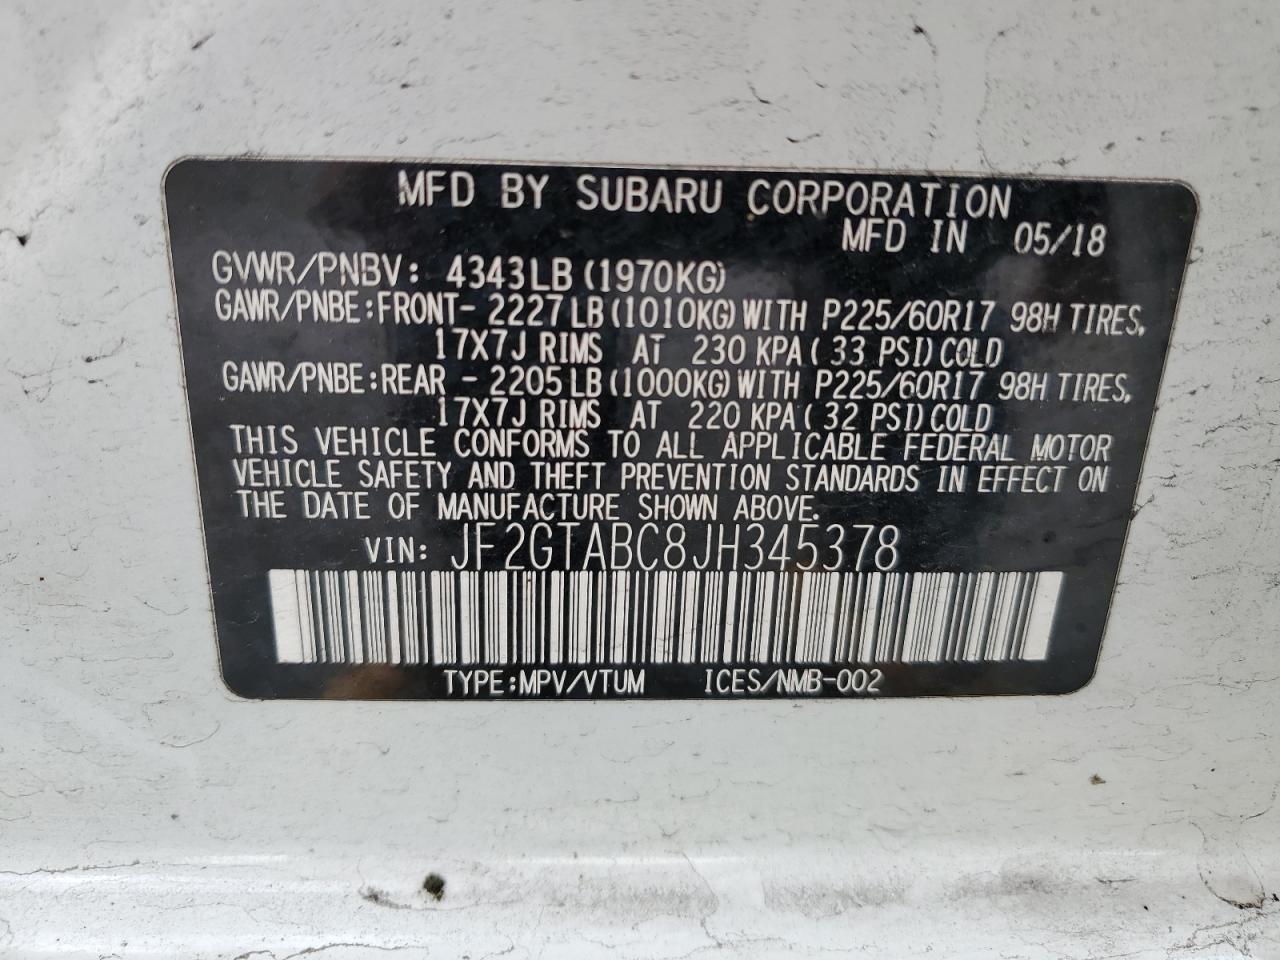 MFD BY SUBARU CORPORATION
MFD IN 05/18
GVWR/PNBV: 4343LB (1970KG)
GAWR/PNBE:FRONT- 2227LB (1010KG) WITH P225/60R17 98H TIRES,
17X7J RIMS AT 230 KPA ( 33 PSI) COLD
GAWR/PNBE:REAR - 2205LB (1000KG) WITH P225/60R17 98H TIRES,
17X7J RIMS AT 220 KPA ( 32 PSI) COLD
THIS VEHICLE CONFORMS TO ALL APPLICABLE FEDERAL MOTOR
VEHICLE SAFETY AND THEFT PREVENTION STANDARDS IN EFFECT ON
THE DATE OF MANUFACTURE SHOWN ABOVE.
VIN: JF2GTABC8JH345378
TYPE:MPV/VTUM ICES/NMB-002